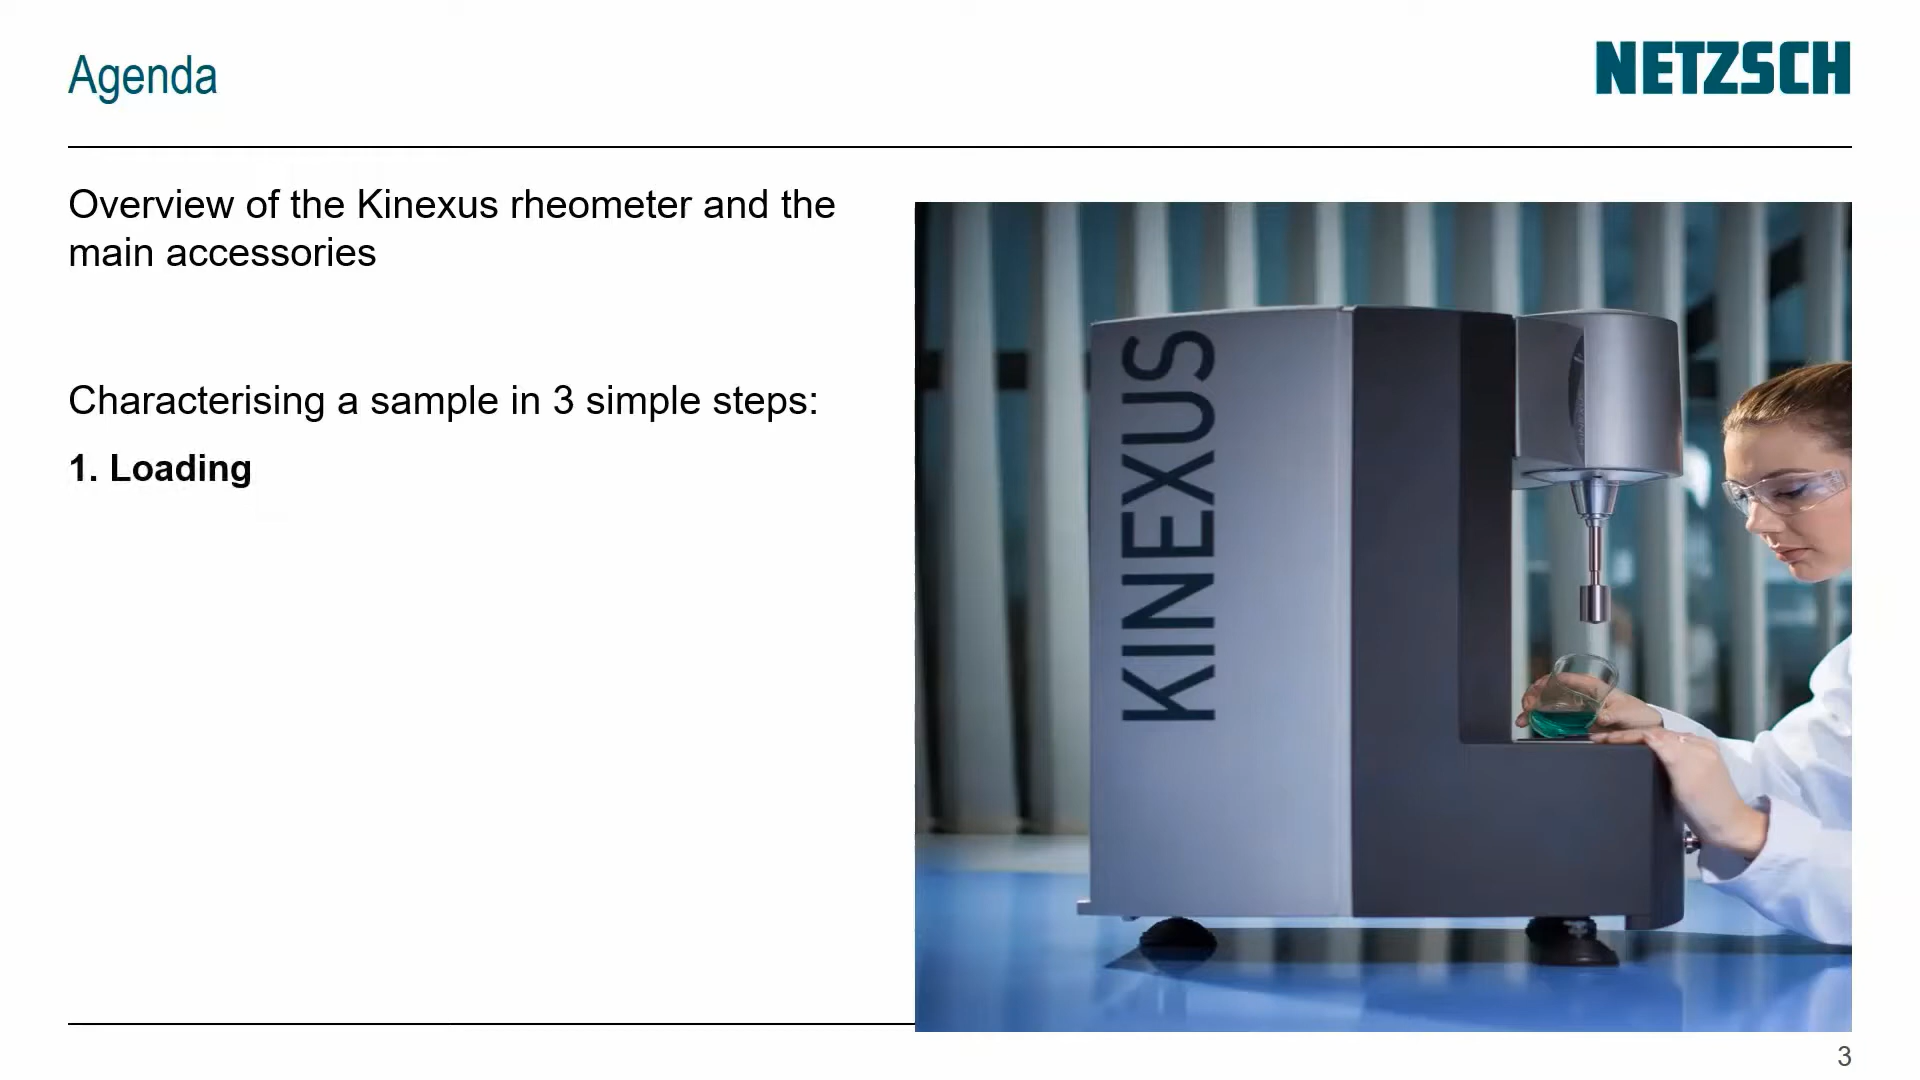 Agenda
NETZSCH
Overview of the Kinexus rheometer and the
main accessories
Characterising a sample in 3 simple steps:
1. Loading
KINEXUS
3